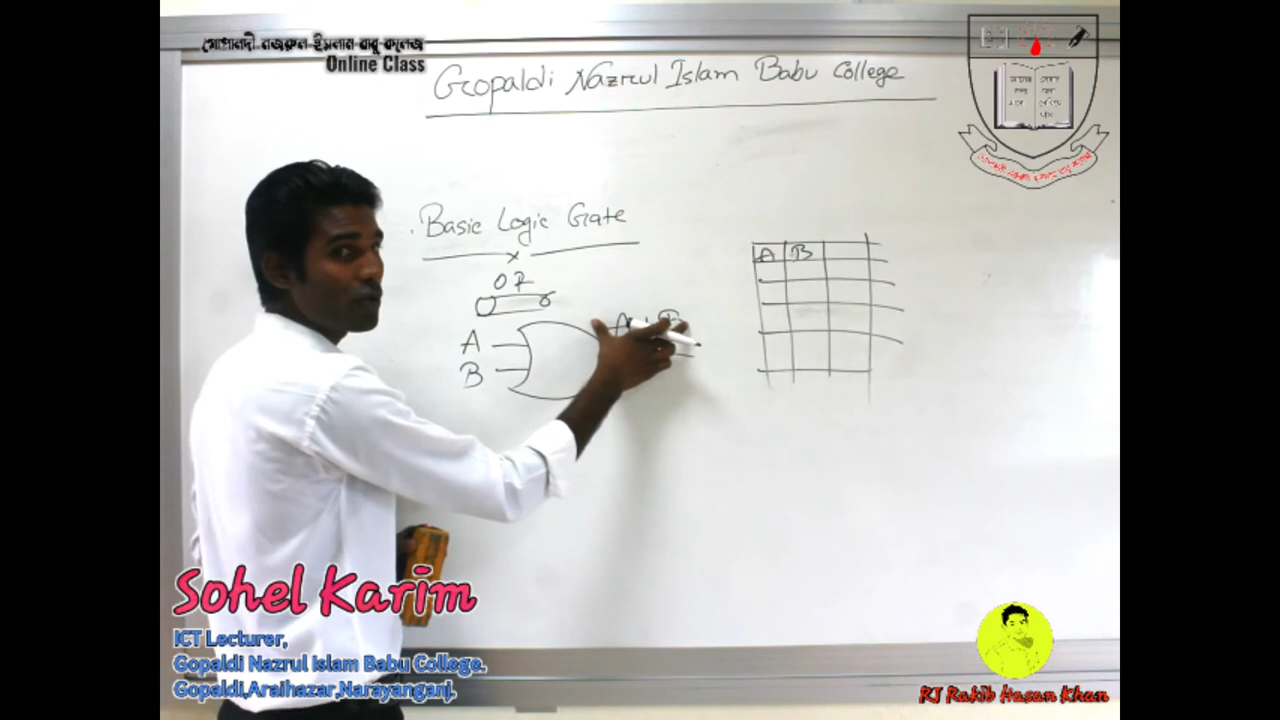 গোপালদী নজরুল ইসলাম বাবু কলেজ
Online Class
Gopaldi Nazrul Islam Babu College
Basic Logic Gate
OR
A
B
A + B
A B
Sohel Karim
ICT Lecturer,
Gopaldi Nazrul Islam Babu College.
Gopaldi,Araihazar,Narayanganj.
RJ Rakib Hasan Khan